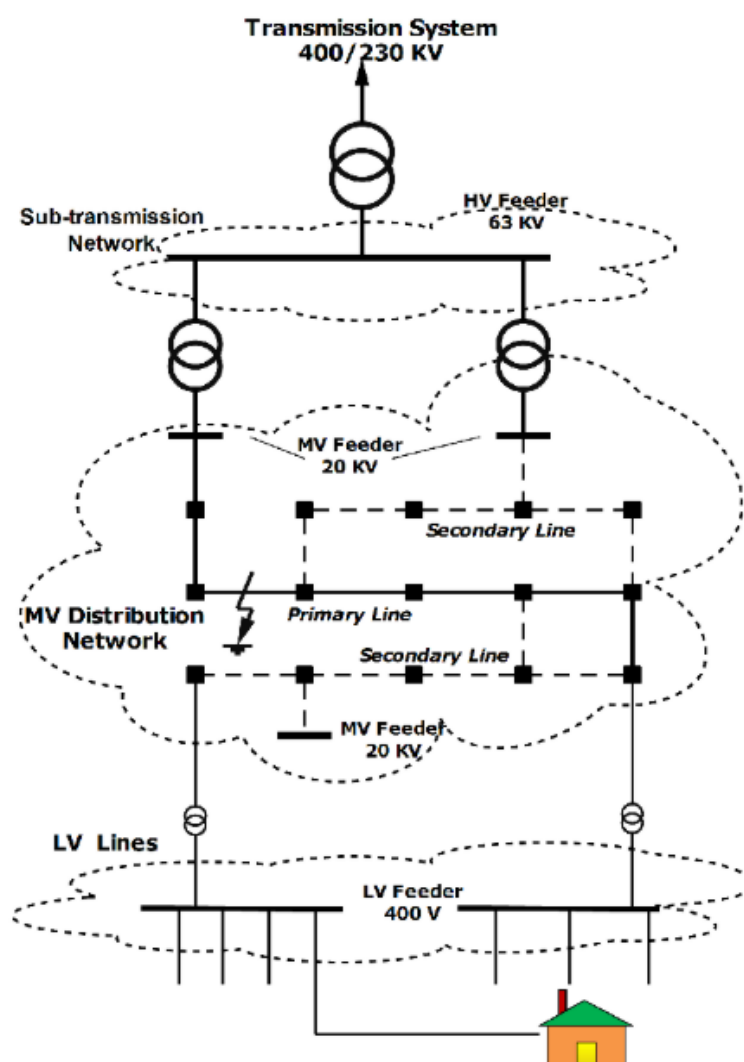 Transmission System
400/230 KV
HV Feeder
63 KV
Sub-transmission
Network
MV Feeder
20 KV
Secondary Line
MV Distribution
Network
Primary Line
Secondary Line
MV Feeder
20 KV
LV Lines
LV Feeder
400 V